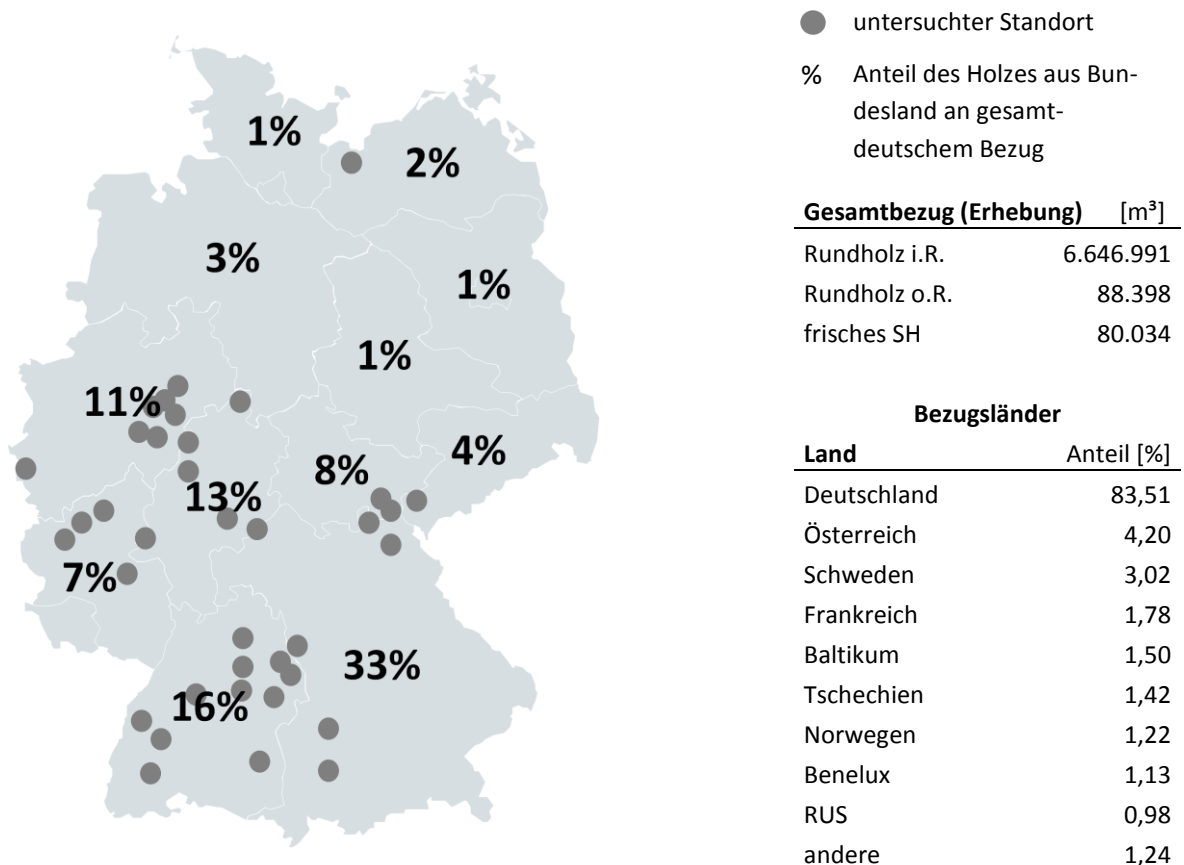 1%
2%
3%
1%
1%
11%
4%
8%
13%
7%
33%
16%
untersuchter Standort
% Anteil des Holzes aus Bun-
desland an gesamt-
deutschem Bezug
Gesamtbezug (Erhebung) [m³]
Rundholz i.R. 6.646.991
Rundholz o.R. 88.398
frisches SH 80.034
Bezugsländer
Land Anteil [%]
Deutschland 83,51
Österreich 4,20
Schweden 3,02
Frankreich 1,78
Baltikum 1,50
Tschechien 1,42
Norwegen 1,22
Benelux 1,13
RUS 0,98
andere 1,24